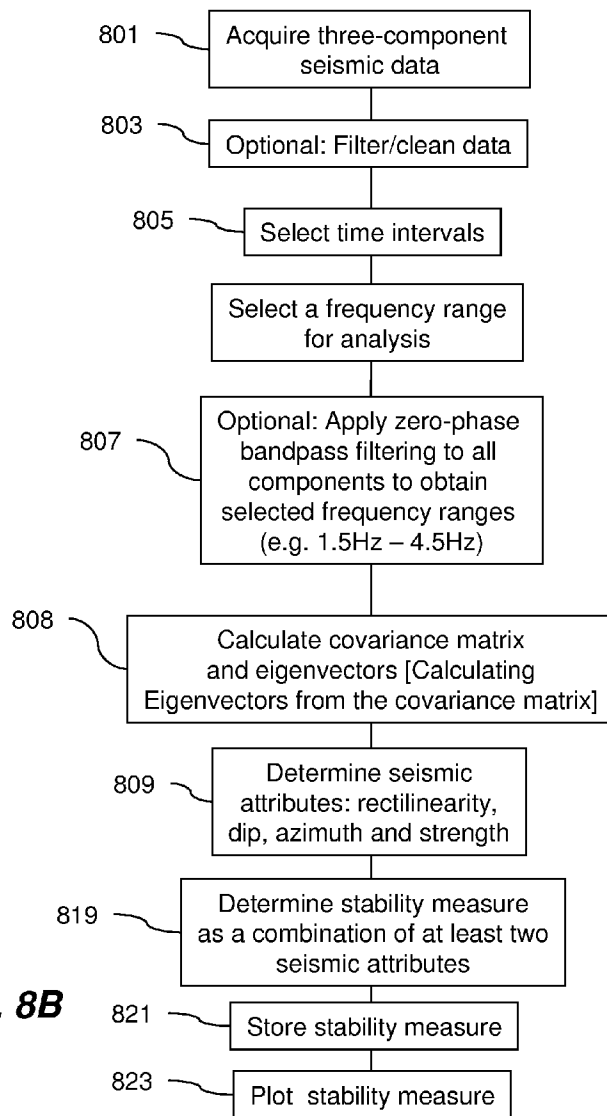 801
Acquire three-component
seismic data
803
Optional: Filter/clean data
805
Select time intervals
Select a frequency range
for analysis
807
Optional: Apply zero-phase
bandpass filtering to all
components to obtain
selected frequency ranges
(e.g. 1.5Hz – 4.5Hz)
808
Calculate covariance matrix
and eigenvectors [Calculating
Eigenvectors from the covariance matrix]
809
Determine seismic
attributes: rectilinearity,
dip, azimuth and strength
819
Determine stability measure
as a combination of at least two
seismic attributes
. 8B
821
Store stability measure
823
Plot stability measure